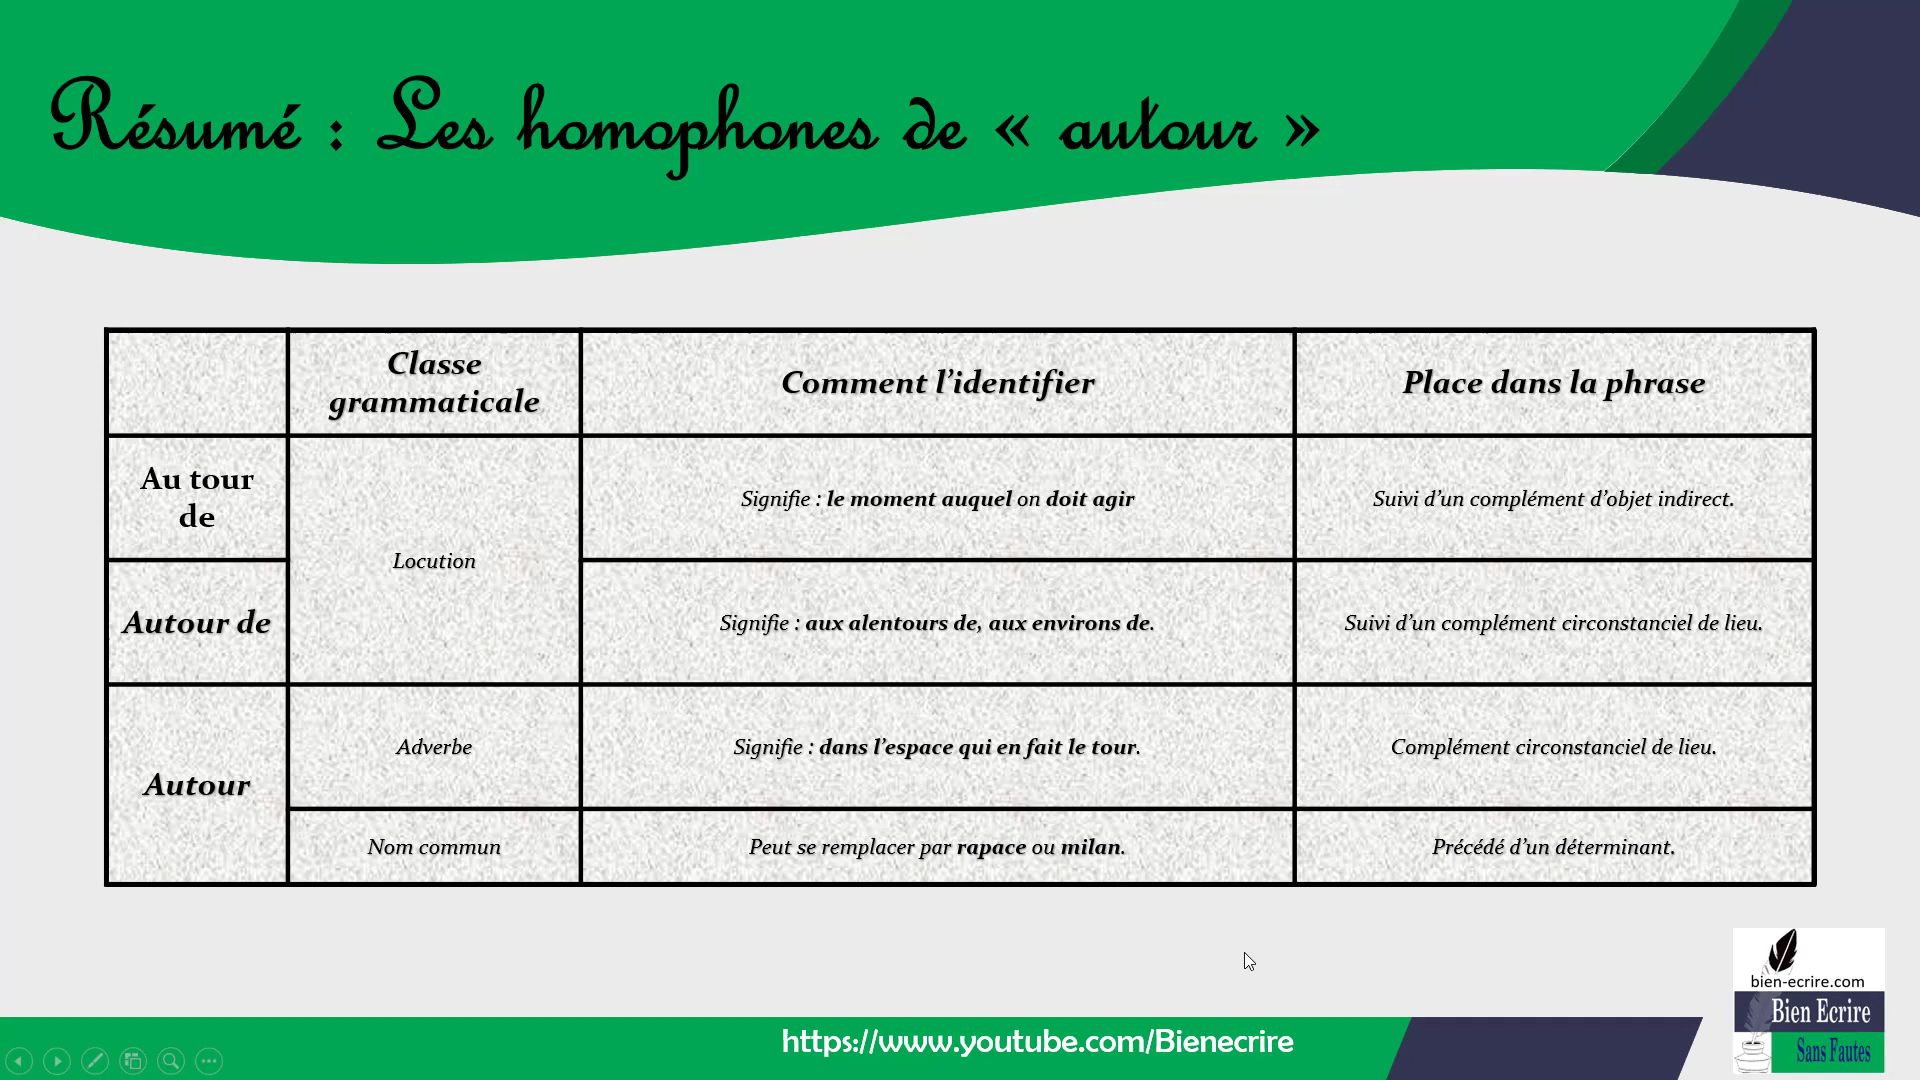 Résumé : Les homophones de « autour »
Classe
grammaticale
Comment l’identifier
Place dans la phrase
Au tour
de
Locution
Signifie : le moment auquel on doit agir
Suivi d’un complément d’objet indirect.
Autour de
Signifie : aux alentours de, aux environs de.
Suivi d’un complément circonstanciel de lieu.
Autour
Adverbe
Signifie : dans l’espace qui en fait le tour.
Complément circonstanciel de lieu.
Nom commun
Peut se remplacer par rapace ou milan.
Précédé d’un déterminant.
https://www.youtube.com/Bienecrire
bien-ecrire.com
Bien Ecrire
Sans Fautes